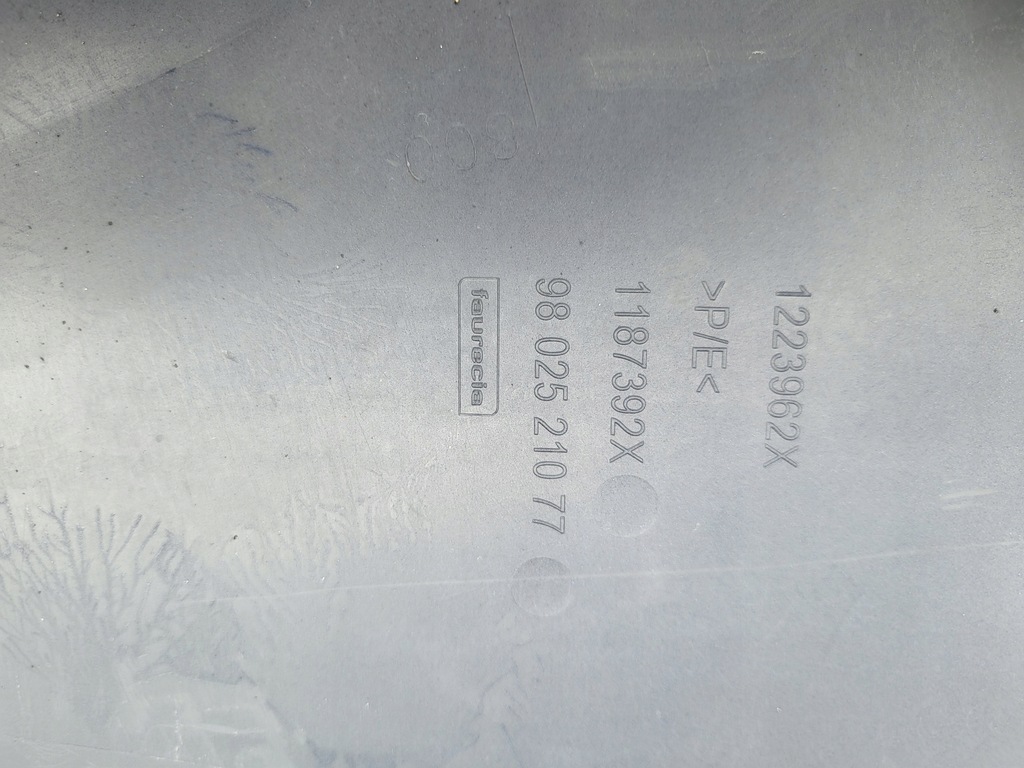 1223962X
>P/E<
1187392X
98 025 210 77
faurecia